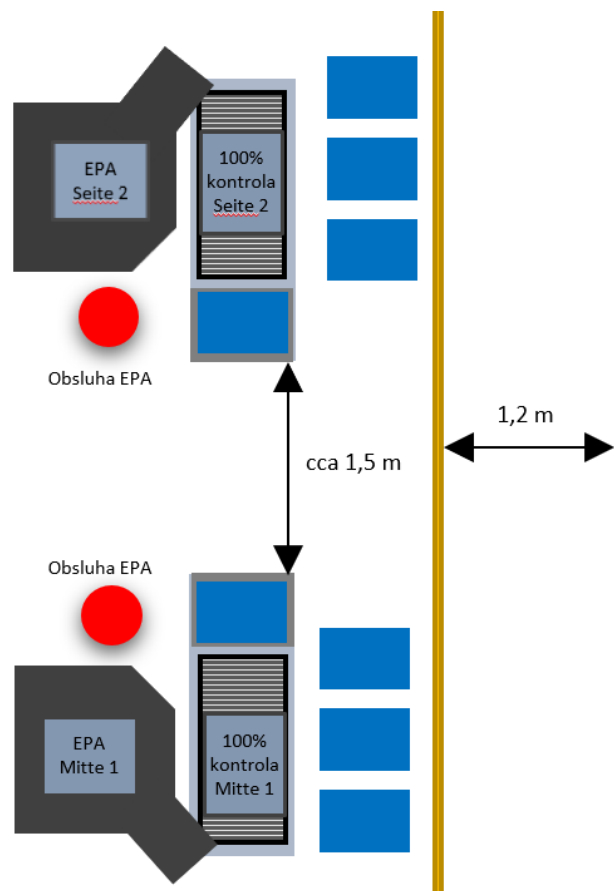 EPA
Seite 2
100%
kontrola
Seite 2
Obsluha EPA
1,2 m
cca 1,5 m
Obsluha EPA
EPA
Mitte 1
100%
kontrola
Mitte 1